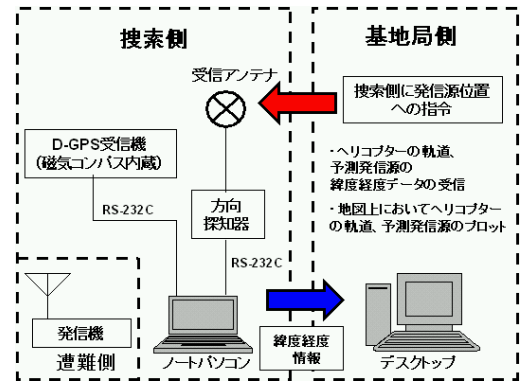 捜索側
基地局側
受信アンテナ
捜索側に発信源位置
への指令
D-GPS受信機
(磁気コンパス内蔵)
・ヘリコプターの軌道、
予測発信源の
緯度経度データの受信
・地図上においてヘリコプター
の軌道、予測発信源のプロット
方向
探知器
RS-232C
RS-232C
発信機
遭難側
ノートパソコン
緯度経度
情報
デスクトップ